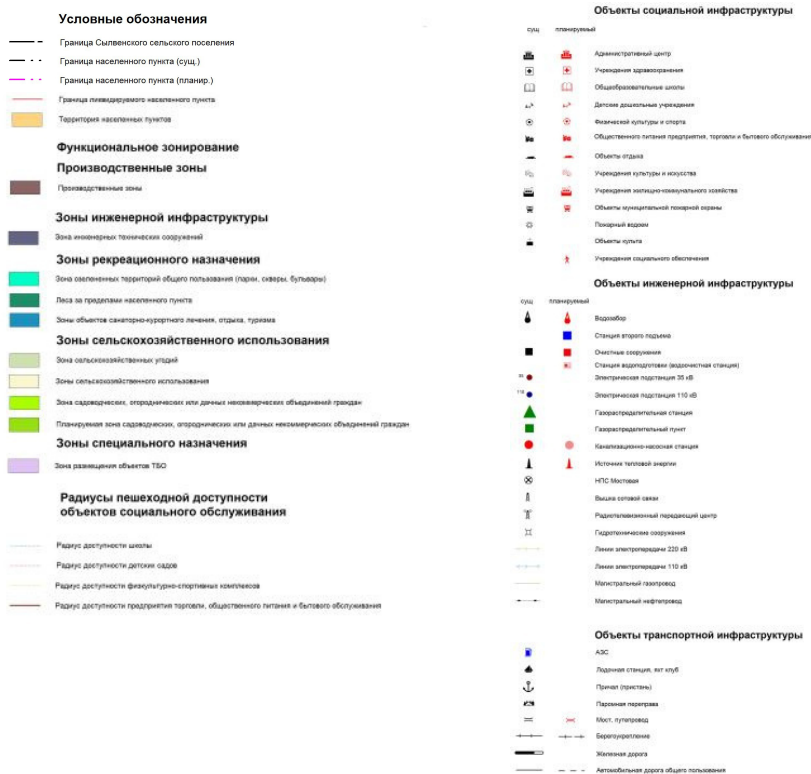 Условные обозначения
Граница Сылвенского сельского поселения
Граница населенного пункта (сущ.)
Граница населенного пункта (планир.)
Граница ликвидируемого населенного пункта
Территория населенных пунктов
Функциональное зонирование
Производственные зоны
Производственные зоны
Зоны инженерной инфраструктуры
Зона инженерных технических сооружений
Зоны рекреационного назначения
Зона озелененных территорий общего пользования (парки, скверы, бульвары)
Леса за пределами населенного пункта
Зоны объектов санаторно-курортного лечения, отдыха, туризма
Зоны сельскохозяйственного использования
Зона сельскохозяйственных угодий
Зоны сельскохозяйственного использования
Зона садоводческих, огороднических или дачных некоммерческих объединений граждан
Планируемая зона садоводческих, огороднических или дачных некоммерческих объединений граждан
Зоны специального назначения
Зона размещения объектов ТБО
Радиусы пешеходной доступности
объектов социального обслуживания
Радиус доступности школы
Радиус доступности детских садов
Радиус доступности физкультурно-спортивных комплексов
Радиус доступности предприятия торговли, общественного питания и бытового обслуживания
Объекты социальной инфраструктуры
сущ планируемый
Административный центр
Учреждения здравоохранения
Общеобразовательные школы
Детские дошкольные учреждения
Физической культуры и спорта
Общественного питания предприятия, торговли и бытового обслуживания
Объекты отдыха
Учреждения культуры и искусства
Учреждения жилищно-коммунального хозяйства
Объекты муниципальной пожарной охраны
Пожарный водоем
Объекты культа
Учреждения социального обеспечения
Объекты инженерной инфраструктуры
сущ планируемый
Водозабор
Станция второго подъема
Очистные сооружения
Станция водоподготовки (водоочистная станция)
35 Электрическая подстанция 35 кВ
110 Электрическая подстанция 110 кВ
Газораспределительная станция
Газораспределительный пункт
Канализационно-насосная станция
Источник тепловой энергии
НПС Мостовая
Вышка сотовой связи
Радиотелевизионный передающий центр
Гидротехнические сооружения
Линии электропередачи 220 кВ
Линии электропередачи 110 кВ
Магистральный газопровод
Магистральный нефтепровод
Объекты транспортной инфраструктуры
АЗС
Лодочная станция, яхт клуб
Причал (пристань)
Паромная переправа
Мост, путепровод
Берегоукрепление
Железная дорога
Автомобильная дорога общего пользования